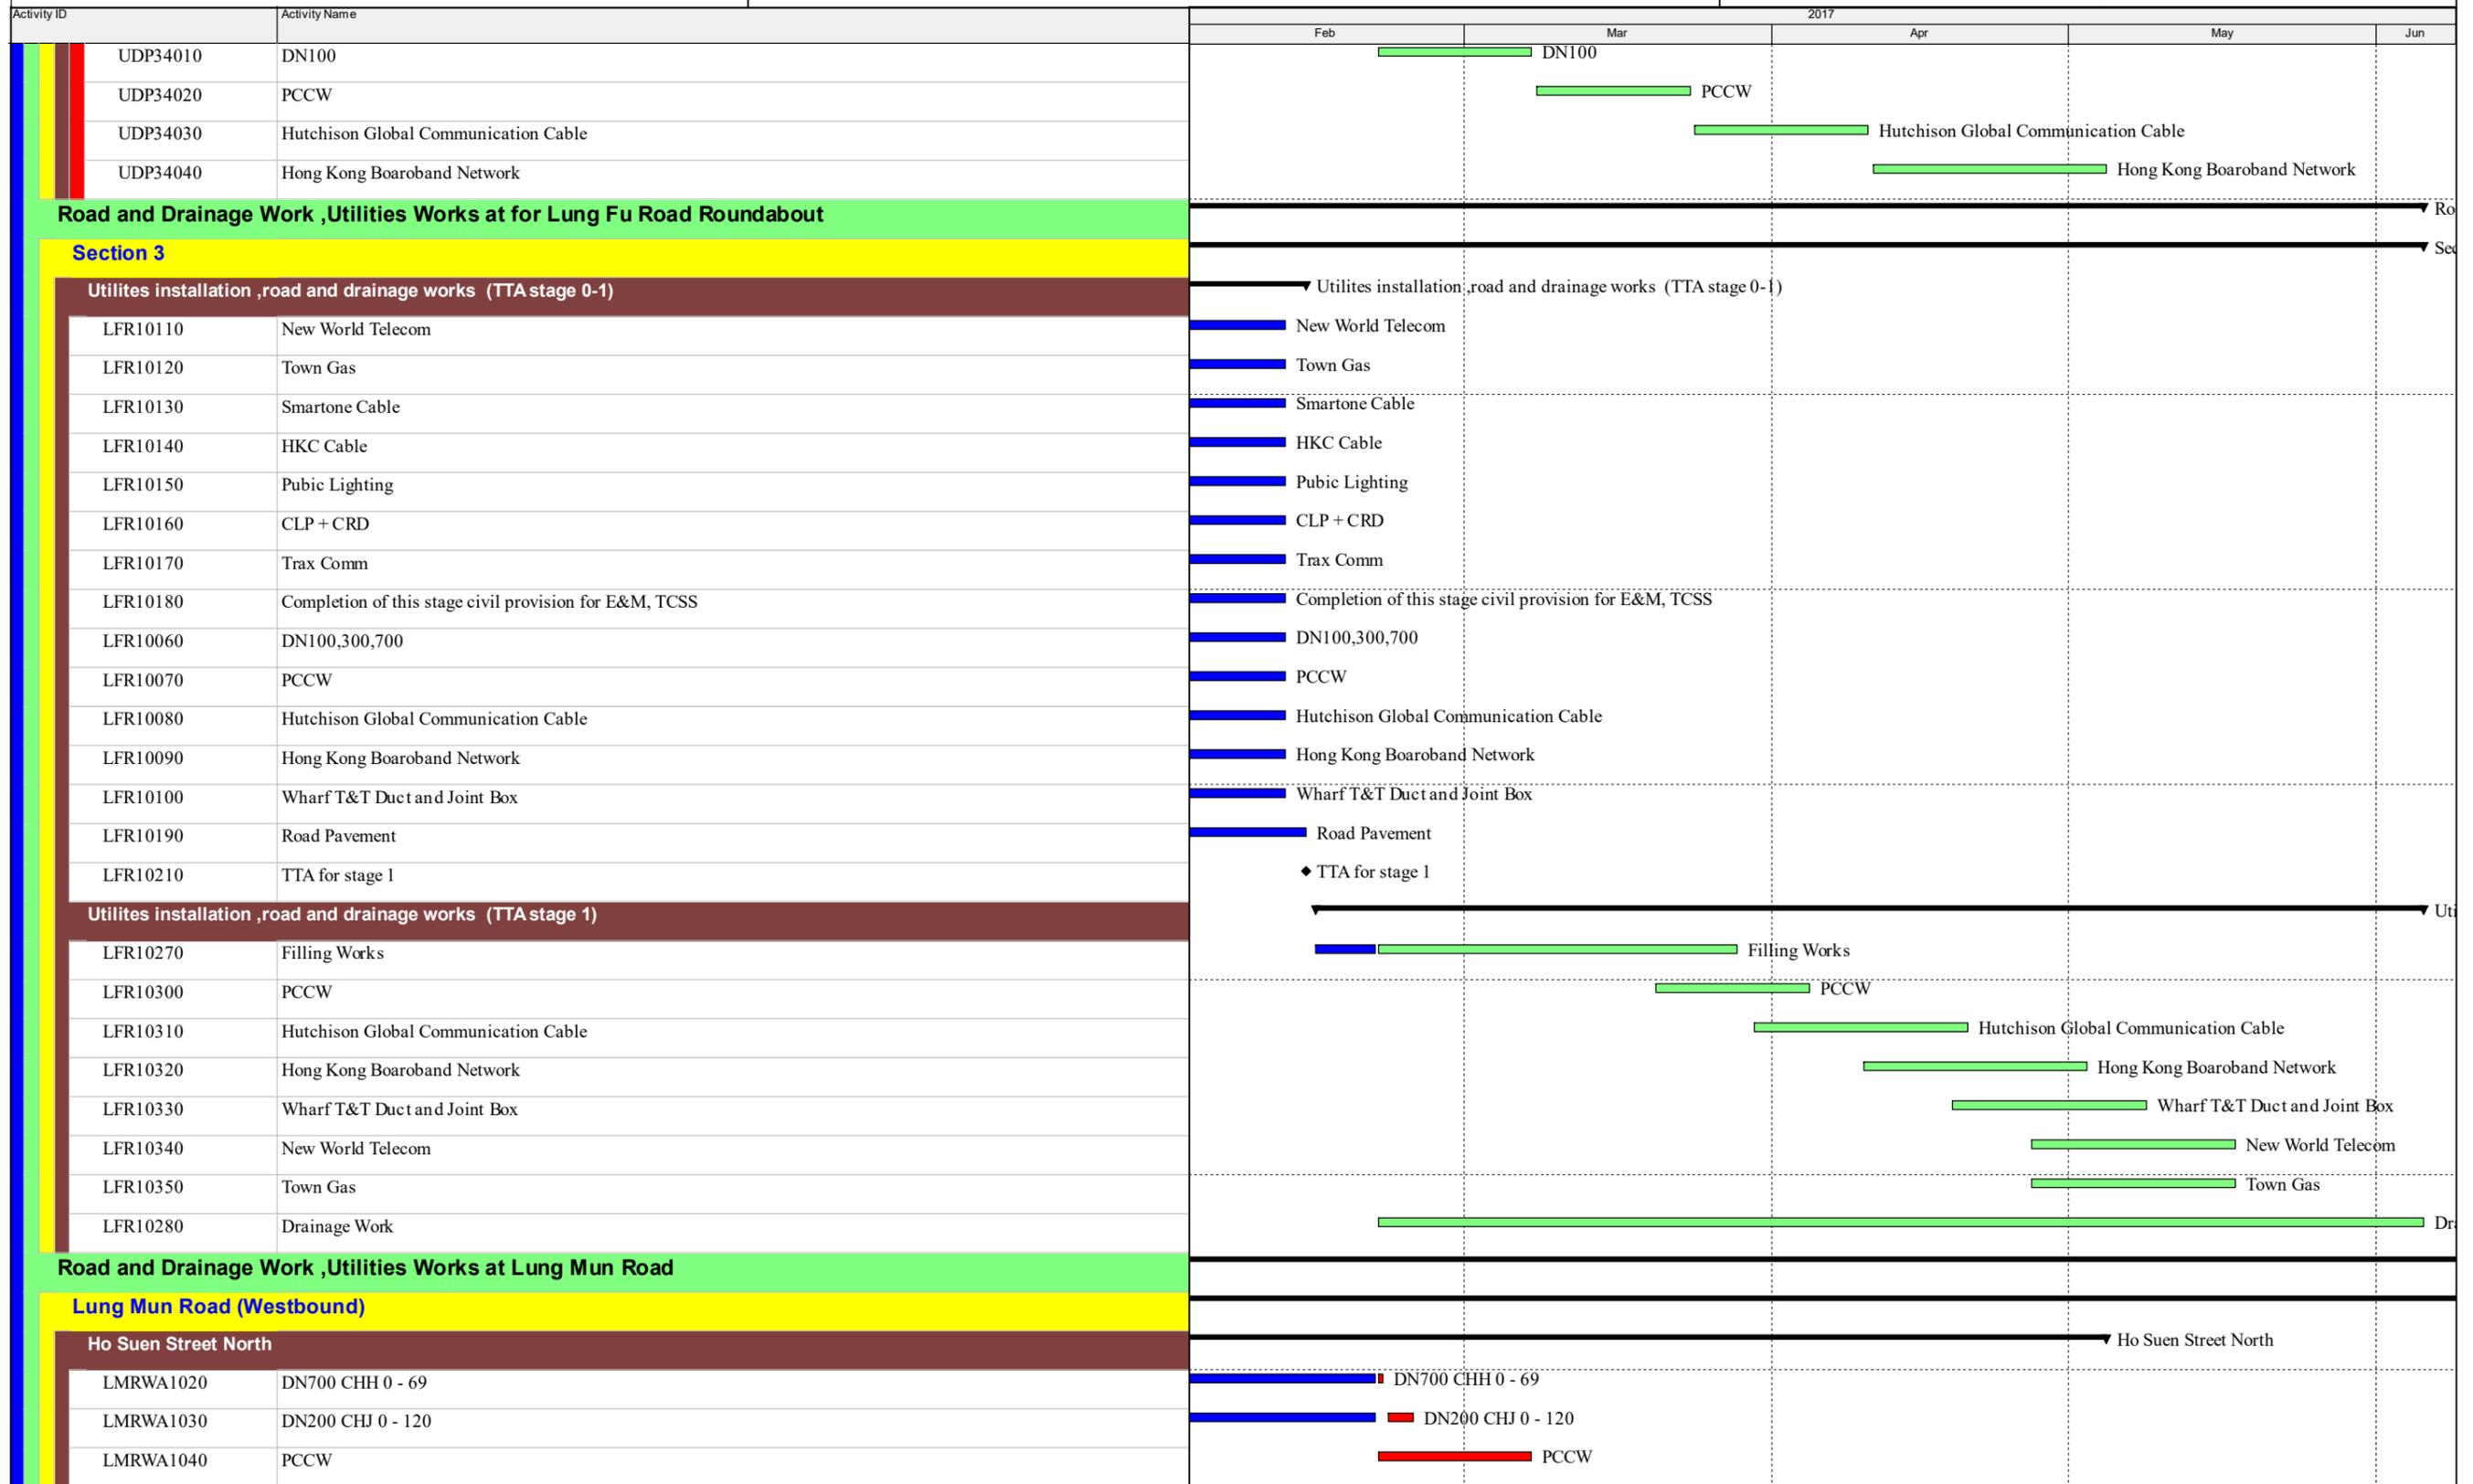 Activity ID Activity Name 2017
Feb Mar Apr May Jun
UDP34010 DN100 DN100
UDP34020 PCCW PCCW
UDP34030 Hutchison Global Communication Cable Hutchison Global Communication Cable
UDP34040 Hong Kong Boaroband Network Hong Kong Boaroband Network
Road and Drainage Work ,Utilities Works at for Lung Fu Road Roundabout Ro
Section 3 Sec
Utilites installation ,road and drainage works (TTA stage 0-1) Utilites installation ,road and drainage works (TTA stage 0-1)
LFR10110 New World Telecom New World Telecom
LFR10120 Town Gas Town Gas
LFR10130 Smartone Cable Smartone Cable
LFR10140 HKC Cable HKC Cable
LFR10150 Pubic Lighting Pubic Lighting
LFR10160 CLP + CRD CLP + CRD
LFR10170 Trax Comm Trax Comm
LFR10180 Completion of this stage civil provision for E&M, TCSS Completion of this stage civil provision for E&M, TCSS
LFR10060 DN100,300,700 DN100,300,700
LFR10070 PCCW PCCW
LFR10080 Hutchison Global Communication Cable Hutchison Global Communication Cable
LFR10090 Hong Kong Boaroband Network Hong Kong Boaroband Network
LFR10100 Wharf T&T Duct and Joint Box Wharf T&T Duct and Joint Box
LFR10190 Road Pavement Road Pavement
LFR10210 TTA for stage 1 TTA for stage 1
Utilites installation ,road and drainage works (TTA stage 1) Uti
LFR10270 Filling Works Filling Works
LFR10300 PCCW PCCW
LFR10310 Hutchison Global Communication Cable Hutchison Global Communication Cable
LFR10320 Hong Kong Boaroband Network Hong Kong Boaroband Network
LFR10330 Wharf T&T Duct and Joint Box Wharf T&T Duct and Joint Box
LFR10340 New World Telecom New World Telecom
LFR10350 Town Gas Town Gas
LFR10280 Drainage Work Dra
Road and Drainage Work ,Utilities Works at Lung Mun Road
Lung Mun Road (Westbound)
Ho Suen Street North Ho Suen Street North
LMRWA1020 DN700 CHH 0 - 69 DN700 CHH 0 - 69
LMRWA1030 DN200 CHJ 0 - 120 DN200 CHJ 0 - 120
LMRWA1040 PCCW PCCW